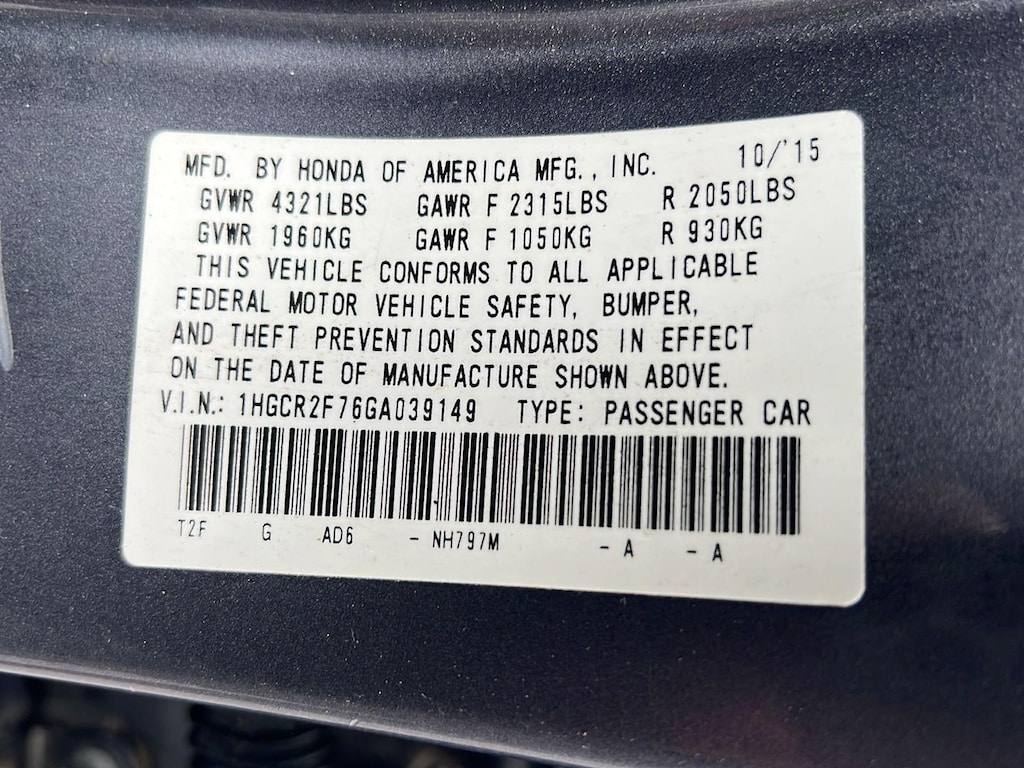 MFD. BY HONDA OF AMERICA MFG., INC. 10/'15
GVWR 4321LBS GAWR F 2315LBS R 2050LBS
GVWR 1960KG GAWR F 1050KG R 930KG
THIS VEHICLE CONFORMS TO ALL APPLICABLE
FEDERAL MOTOR VEHICLE SAFETY, BUMPER,
AND THEFT PREVENTION STANDARDS IN EFFECT
ON THE DATE OF MANUFACTURE SHOWN ABOVE.
V.I.N.: 1HGCR2F76GA039149 TYPE: PASSENGER CAR
T2F G AD6 - NH797M - A - A